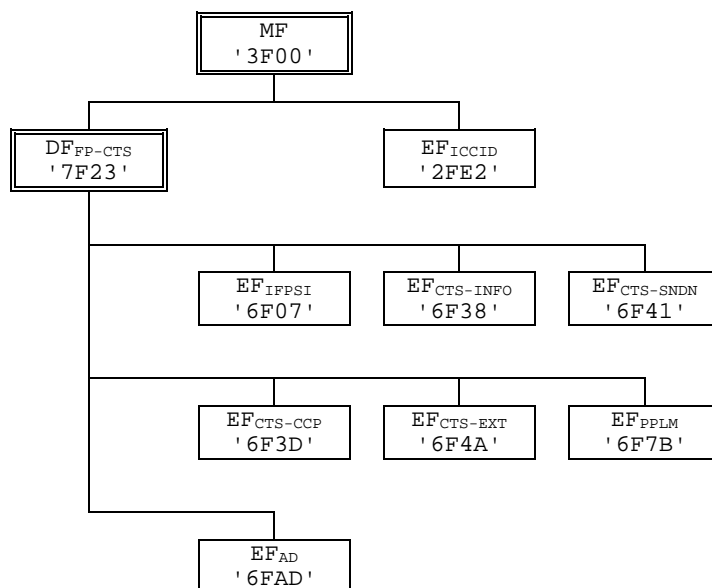 MF
'3F00'
DFFP-CTS
'7F23'
EFICCID
'2FE2'
EFIFPSI
'6F07'
EFCTS-INFO
'6F38'
EFCTS-SNDN
'6F41'
EFCTS-CCP
'6F3D'
EFCTS-EXT
'6F4A'
EFPPLM
'6F7B'
EFAD
'6FAD'